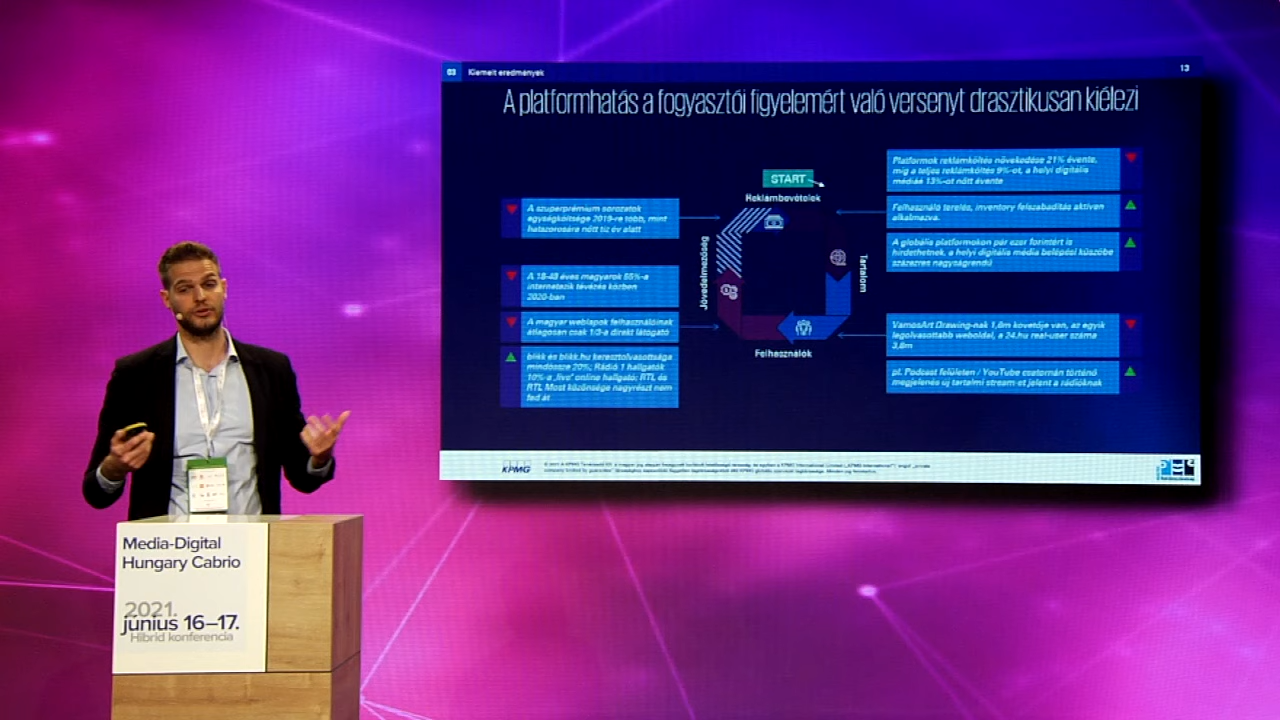 03 Kiemelt eredmények
13
A platformhatás a fogyasztói figyelemért való versenyt drasztikusan kiélezi
START
Reklámbevételek
Tartalom
Felhasználók
Jövedelmezőség
A szuperprémium sorozatok
egységköltsége 2019-re több, mint
hatszorosára nőtt tíz év alatt
A 18-49 éves magyarok 55%-a
internetezik tévézés közben
2020-ban
A magyar weblapok felhasználóinak
átlagosan csak 1/3-a direkt látogató
blikk és blikk.hu keresztolvasottsága
mindössze 20%; Rádió 1 hallgatók
10%-a „live” online hallgató; RTL és
RTL Most közönsége nagyrészt nem
fed át
Platformok reklámköltés növekedése 21% évente,
míg a teljes reklámköltés 9%-ot, a helyi digitális
médiáé 13%-ot nőtt évente
Felhasználó terelés, inventory felszabadítás aktívan
alkalmazva.
A globális platformokon pár ezer forintért is
hirdethetnek, a helyi digitális média belépési küszöbe
százezres nagyságrendű
VamosArt Drawing-nak 1,8m követője van, az egyik
legolvasottabb weboldal, a 24.hu real-user száma
3,6m
pl. Podcast felületen / YouTube csatornán történő
megjelenés új tartalmi stream-et jelent a rádióknak
KPMG
Media-Digital
Hungary Cabrio
2021.
június 16–17.
Hibrid konferencia